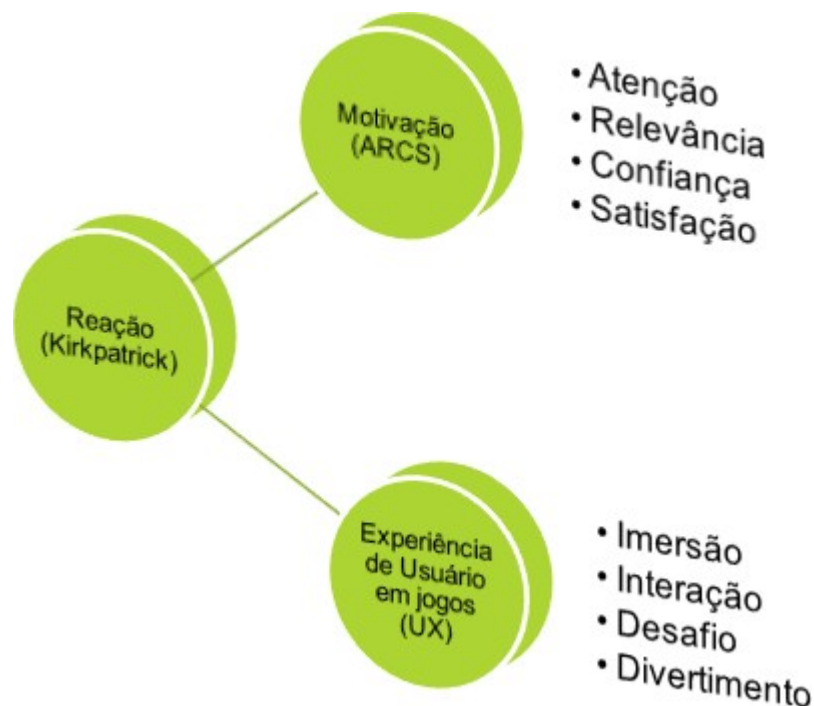 Motivação
(ARCS)
• Atenção
• Relevância
• Confiança
• Satisfação
Reação
(Kirkpatrick)
Experiência
de Usuário
em jogos
(UX)
• Imersão
• Interação
• Desafio
• Divertimento